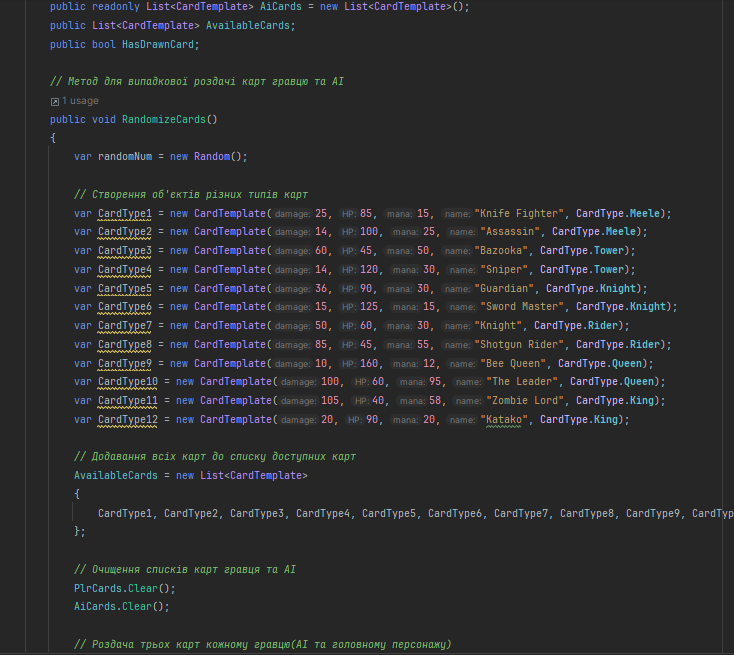 public readonly List<CardTemplate> AiCards = new List<CardTemplate>();
public List<CardTemplate> AvailableCards;
public bool HasDrawnCard;
// Метод для випадкової роздачі карт гравцю та AI
1 usage
public void RandomizeCards()
{
var randomNum = new Random();
// Створення об'єктів різних типів карт
var CardType1 = new CardTemplate( damage: 25, HP: 85, mana: 15, name: "Knife Fighter", CardType.Meele);
var CardType2 = new CardTemplate( damage: 14, HP: 100, mana: 25, name: "Assassin", CardType.Meele);
var CardType3 = new CardTemplate( damage: 60, HP: 45, mana: 50, name: "Bazooka", CardType.Tower);
var CardType4 = new CardTemplate( damage: 14, HP: 120, mana: 30, name: "Sniper", CardType.Tower);
var CardType5 = new CardTemplate( damage: 36, HP: 90, mana: 30, name: "Guardian", CardType.Knight);
var CardType6 = new CardTemplate( damage: 15, HP: 125, mana: 15, name: "Sword Master", CardType.Knight);
var CardType7 = new CardTemplate( damage: 50, HP: 60, mana: 30, name: "Knight", CardType.Rider);
var CardType8 = new CardTemplate( damage: 85, HP: 45, mana: 55, name: "Shotgun Rider", CardType.Rider);
var CardType9 = new CardTemplate( damage: 10, HP: 160, mana: 12, name: "Bee Queen", CardType.Queen);
var CardType10 = new CardTemplate( damage: 100, HP: 60, mana: 95, name: "The Leader", CardType.Queen);
var CardType11 = new CardTemplate( damage: 105, HP: 40, mana: 58, name: "Zombie Lord", CardType.King);
var CardType12 = new CardTemplate( damage: 20, HP: 90, mana: 20, name: "Katako", CardType.King);
// Додавання всіх карт до списку доступних карт
AvailableCards = new List<CardTemplate>
{
CardType1, CardType2, CardType3, CardType4, CardType5, CardType6, CardType7, CardType8, CardType9, CardTyp
};
// Очищення списків карт гравця та AI
PlrCards.Clear();
AiCards.Clear();
// Роздача трьох карт кожному гравцю(AI та головному персонажу)